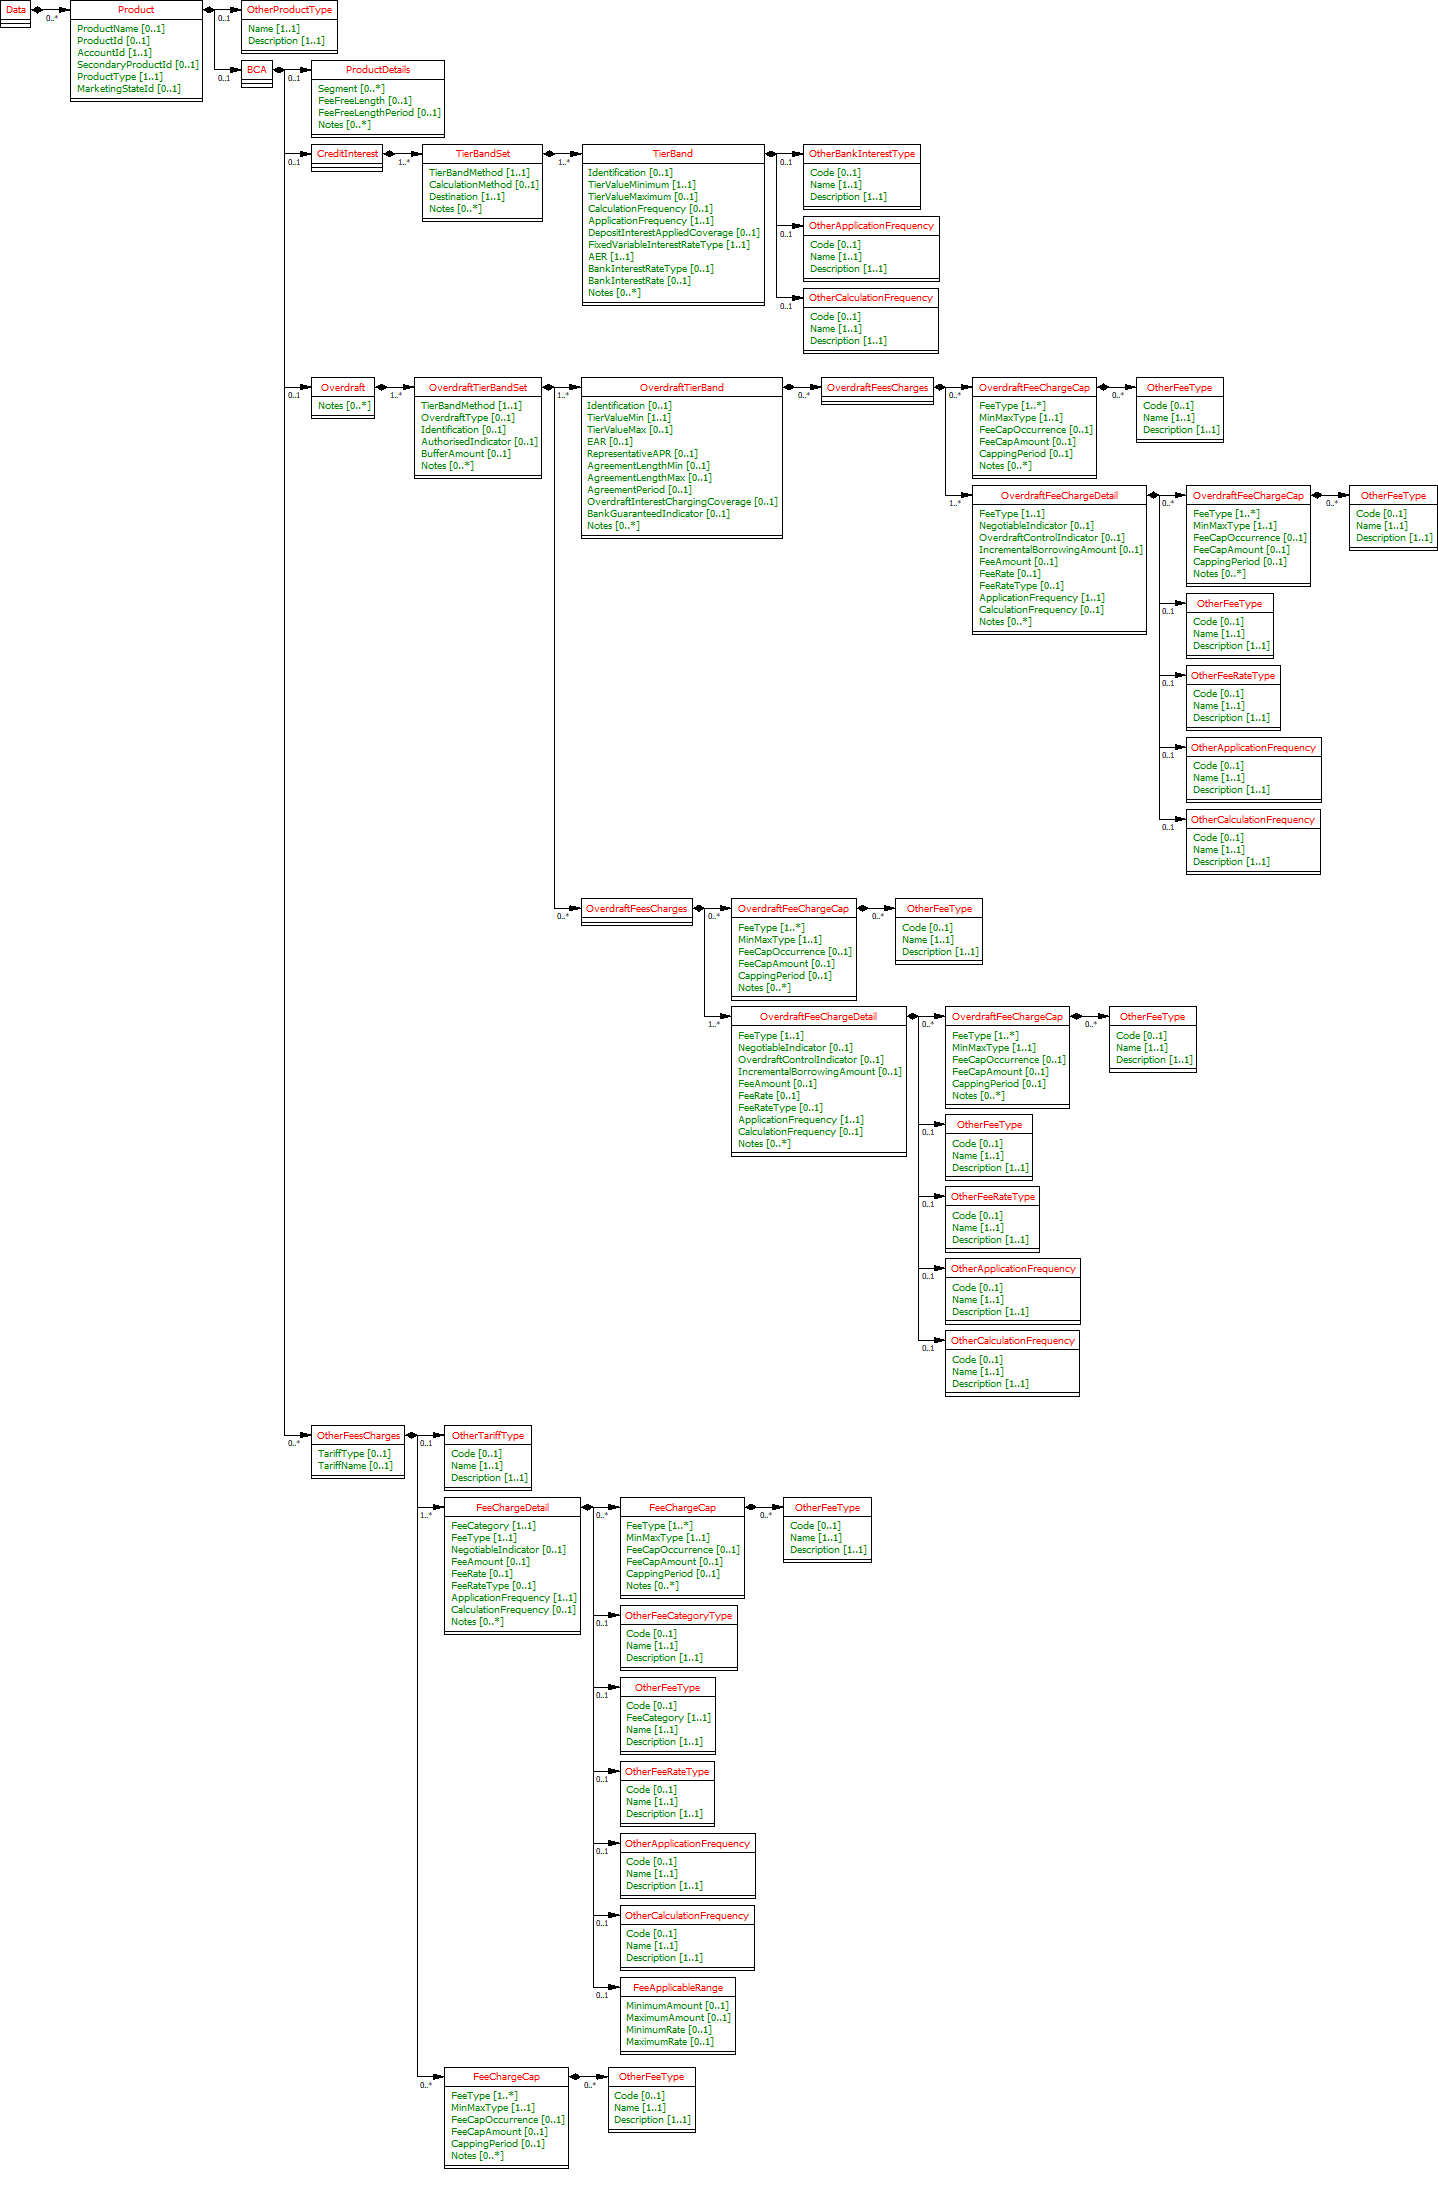 Data
0..*
Product
ProductName [0..1]
ProductId [0..1]
AccountId [1..1]
SecondaryProductId [0..1]
ProductType [1..1]
MarketingStateId [0..1]
0..1
OtherProductType
Name [1..1]
Description [1..1]
0..1
BCA
0..1
ProductDetails
Segment [0..*]
FeeFreeLength [0..1]
FeeFreeLengthPeriod [0..1]
Notes [0..*]
0..1
CreditInterest
1..*
TierBandSet
TierBandMethod [1..1]
CalculationMethod [0..1]
Destination [1..1]
Notes [0..*]
1..*
TierBand
Identification [0..1]
TierValueMinimum [1..1]
TierValueMaximum [0..1]
CalculationFrequency [0..1]
ApplicationFrequency [1..1]
DepositInterestAppliedCoverage [0..1]
FixedVariableInterestRateType [1..1]
AER [1..1]
BankInterestRateType [0..1]
BankInterestRate [0..1]
Notes [0..*]
0..1
OtherBankInterestType
Code [0..1]
Name [1..1]
Description [1..1]
0..1
OtherApplicationFrequency
Code [0..1]
Name [1..1]
Description [1..1]
0..1
OtherCalculationFrequency
Code [0..1]
Name [1..1]
Description [1..1]
0..1
Overdraft
Notes [0..*]
1..*
OverdraftTierBandSet
TierBandMethod [1..1]
OverdraftType [0..1]
Identification [0..1]
AuthorisedIndicator [0..1]
BufferAmount [0..1]
Notes [0..*]
1..*
OverdraftTierBand
Identification [0..1]
TierValueMin [1..1]
TierValueMax [0..1]
EAR [0..1]
RepresentativeAPR [0..1]
AgreementLengthMin [0..1]
AgreementLengthMax [0..1]
AgreementPeriod [0..1]
OverdraftInterestChargingCoverage [0..1]
BankGuaranteedIndicator [0..1]
Notes [0..*]
0..*
OverdraftFeesCharges
0..*
OverdraftFeeChargeCap
FeeType [1..*]
MinMaxType [1..1]
FeeCapOccurrence [0..1]
FeeCapAmount [0..1]
CappingPeriod [0..1]
Notes [0..*]
0..*
OtherFeeType
Code [0..1]
Name [1..1]
Description [1..1]
1..*
OverdraftFeeChargeDetail
FeeType [1..1]
NegotiableIndicator [0..1]
OverdraftControlIndicator [0..1]
IncrementalBorrowingAmount [0..1]
FeeAmount [0..1]
FeeRate [0..1]
FeeRateType [0..1]
ApplicationFrequency [1..1]
CalculationFrequency [0..1]
Notes [0..*]
0..*
OverdraftFeeChargeCap
FeeType [1..*]
MinMaxType [1..1]
FeeCapOccurrence [0..1]
FeeCapAmount [0..1]
CappingPeriod [0..1]
Notes [0..*]
0..*
OtherFeeType
Code [0..1]
Name [1..1]
Description [1..1]
0..1
OtherFeeType
Code [0..1]
Name [1..1]
Description [1..1]
0..1
OtherFeeRateType
Code [0..1]
Name [1..1]
Description [1..1]
0..1
OtherApplicationFrequency
Code [0..1]
Name [1..1]
Description [1..1]
0..1
OtherCalculationFrequency
Code [0..1]
Name [1..1]
Description [1..1]
0..*
OverdraftFeesCharges
0..*
OverdraftFeeChargeCap
FeeType [1..*]
MinMaxType [1..1]
FeeCapOccurrence [0..1]
FeeCapAmount [0..1]
CappingPeriod [0..1]
Notes [0..*]
0..*
OtherFeeType
Code [0..1]
Name [1..1]
Description [1..1]
1..*
OverdraftFeeChargeDetail
FeeType [1..1]
NegotiableIndicator [0..1]
OverdraftControlIndicator [0..1]
IncrementalBorrowingAmount [0..1]
FeeAmount [0..1]
FeeRate [0..1]
FeeRateType [0..1]
ApplicationFrequency [1..1]
CalculationFrequency [0..1]
Notes [0..*]
0..*
OverdraftFeeChargeCap
FeeType [1..*]
MinMaxType [1..1]
FeeCapOccurrence [0..1]
FeeCapAmount [0..1]
CappingPeriod [0..1]
Notes [0..*]
0..*
OtherFeeType
Code [0..1]
Name [1..1]
Description [1..1]
0..1
OtherFeeType
Code [0..1]
Name [1..1]
Description [1..1]
0..1
OtherFeeRateType
Code [0..1]
Name [1..1]
Description [1..1]
0..1
OtherApplicationFrequency
Code [0..1]
Name [1..1]
Description [1..1]
0..1
OtherCalculationFrequency
Code [0..1]
Name [1..1]
Description [1..1]
0..*
OtherFeesCharges
TariffType [0..1]
TariffName [0..1]
0..1
OtherTariffType
Code [0..1]
Name [1..1]
Description [1..1]
1..*
FeeChargeDetail
FeeCategory [1..1]
FeeType [1..1]
NegotiableIndicator [0..1]
FeeAmount [0..1]
FeeRate [0..1]
FeeRateType [0..1]
ApplicationFrequency [1..1]
CalculationFrequency [0..1]
Notes [0..*]
0..*
FeeChargeCap
FeeType [1..*]
MinMaxType [1..1]
FeeCapOccurrence [0..1]
FeeCapAmount [0..1]
CappingPeriod [0..1]
Notes [0..*]
0..*
OtherFeeType
Code [0..1]
Name [1..1]
Description [1..1]
0..1
OtherFeeCategoryType
Code [0..1]
Name [1..1]
Description [1..1]
0..1
OtherFeeType
Code [0..1]
FeeCategory [1..1]
Name [1..1]
Description [1..1]
0..1
OtherFeeRateType
Code [0..1]
Name [1..1]
Description [1..1]
0..1
OtherApplicationFrequency
Code [0..1]
Name [1..1]
Description [1..1]
0..1
OtherCalculationFrequency
Code [0..1]
Name [1..1]
Description [1..1]
0..1
FeeApplicableRange
MinimumAmount [0..1]
MaximumAmount [0..1]
MinimumRate [0..1]
MaximumRate [0..1]
0..*
FeeChargeCap
FeeType [1..*]
MinMaxType [1..1]
FeeCapOccurrence [0..1]
FeeCapAmount [0..1]
CappingPeriod [0..1]
Notes [0..*]
0..*
OtherFeeType
Code [0..1]
Name [1..1]
Description [1..1]